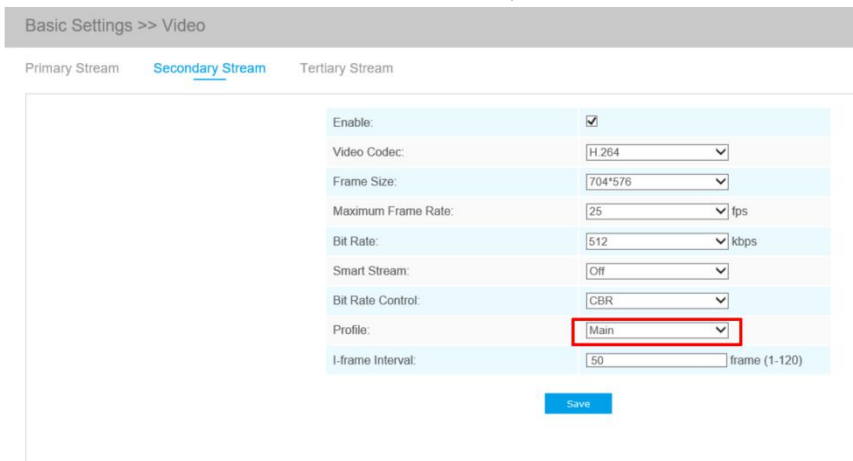 Basic Settings >> Video
Primary Stream Secondary Stream Tertiary Stream
Enable:
Video Codec: H.264
Frame Size: 704*576
Maximum Frame Rate: 25 fps
Bit Rate: 512 kbps
Smart Stream: Off
Bit Rate Control: CBR
Profile: Main
I-frame Interval: 50 frame (1-120)
Save